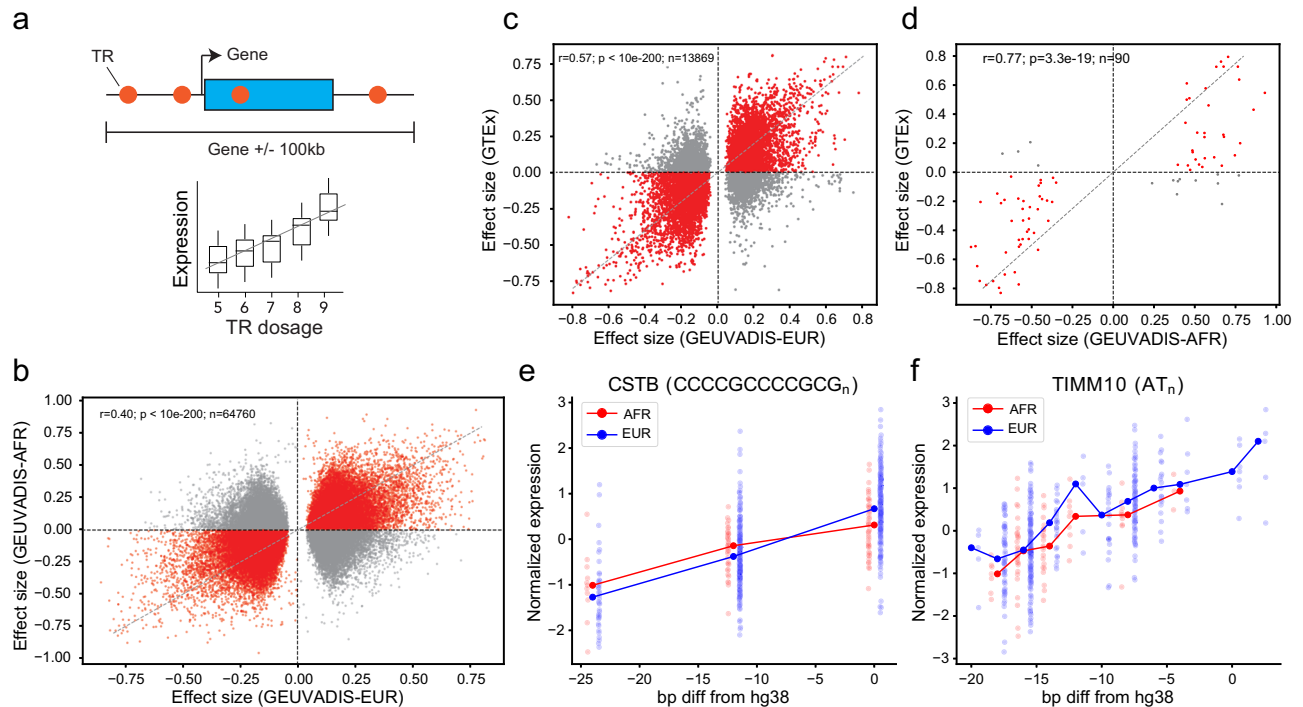 a
TR
Gene
Gene +/- 100kb
Expression
5 6 7 8 9
TR dosage
b
r=0.40; p < 10e-200; n=64760
1.00
0.75
0.50
0.25
0.00
−0.25
−0.50
−0.75
−1.00
Effect size (GEUVADIS-AFR)
−0.75 −0.50 −0.25 0.00 0.25 0.50 0.75
Effect size (GEUVADIS-EUR)
c
r=0.57; p < 10e-200; n=13869
0.75
0.50
0.25
0.00
−0.25
−0.50
−0.75
Effect size (GTEx)
−0.8 −0.6 −0.4 −0.2 0.0 0.2 0.4 0.6 0.8
Effect size (GEUVADIS-EUR)
d
r=0.77; p=3.3e-19; n=90
0.8
0.6
0.4
0.2
0.0
−0.2
−0.4
−0.6
−0.8
Effect size (GTEx)
−0.75 −0.50 −0.25 0.00 0.25 0.50 0.75 1.00
Effect size (GEUVADIS-AFR)
e
CSTB (CCCCGCCCCGCGn)
AFR
EUR
3
2
1
0
−1
−2
Normalized expression
−25 −20 −15 −10 −5 0
bp diff from hg38
f
TIMM10 (ATn)
AFR
EUR
3
2
1
0
−1
−2
−3
Normalized expression
−20 −15 −10 −5 0
bp diff from hg38